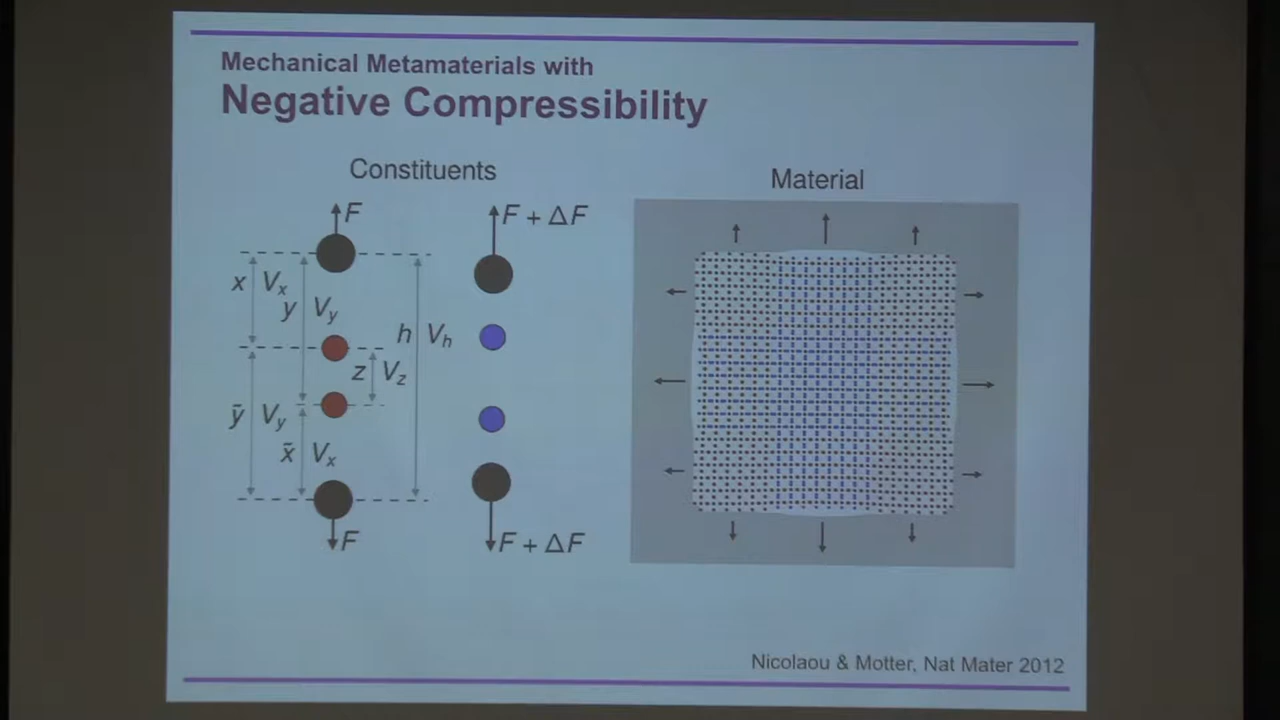 Mechanical Metamaterials with
Negative Compressibility
Constituents
Material
F
F + ΔF
x
Vx
y
Vy
h
Vh
z
Vz
ȳ
Vy
x̄
Vx
F
F + ΔF
Nicolaou & Motter, Nat Mater 2012